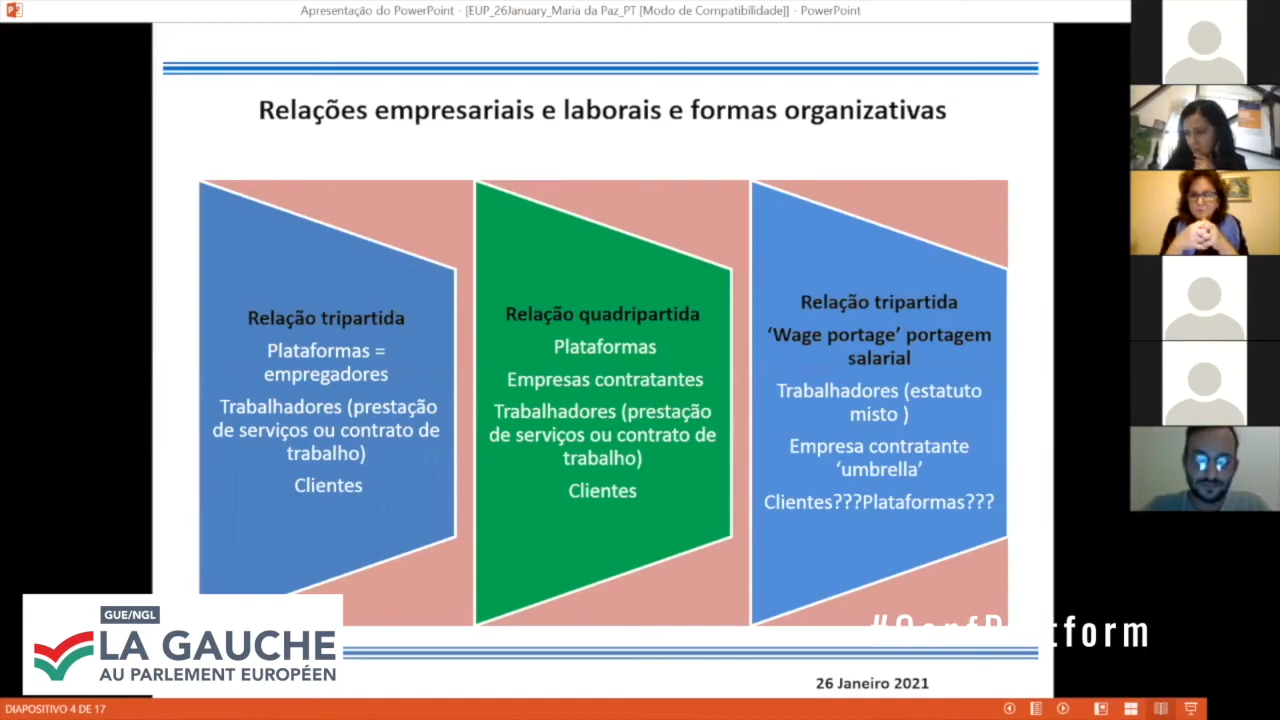 Apresentação do PowerPoint - [EUP_26January_Maria da Paz_PT [Modo de Compatibilidade]] - PowerPoint
Relações empresariais e laborais e formas organizativas
Relação tripartida
Plataformas =
empregadores
Trabalhadores (prestação
de serviços ou contrato de
trabalho)
Clientes
Relação quadripartida
Plataformas
Empresas contratantes
Trabalhadores (prestação
de serviços ou contrato de
trabalho)
Clientes
Relação tripartida
‘Wage portage’ portagem
salarial
Trabalhadores (estatuto
misto )
Empresa contratante
‘umbrella’
Clientes???Plataformas???
GUE/NGL
LA GAUCHE
AU PARLEMENT EUROPÉEN
26 Janeiro 2021
DIAPOSITIVO 4 DE 17